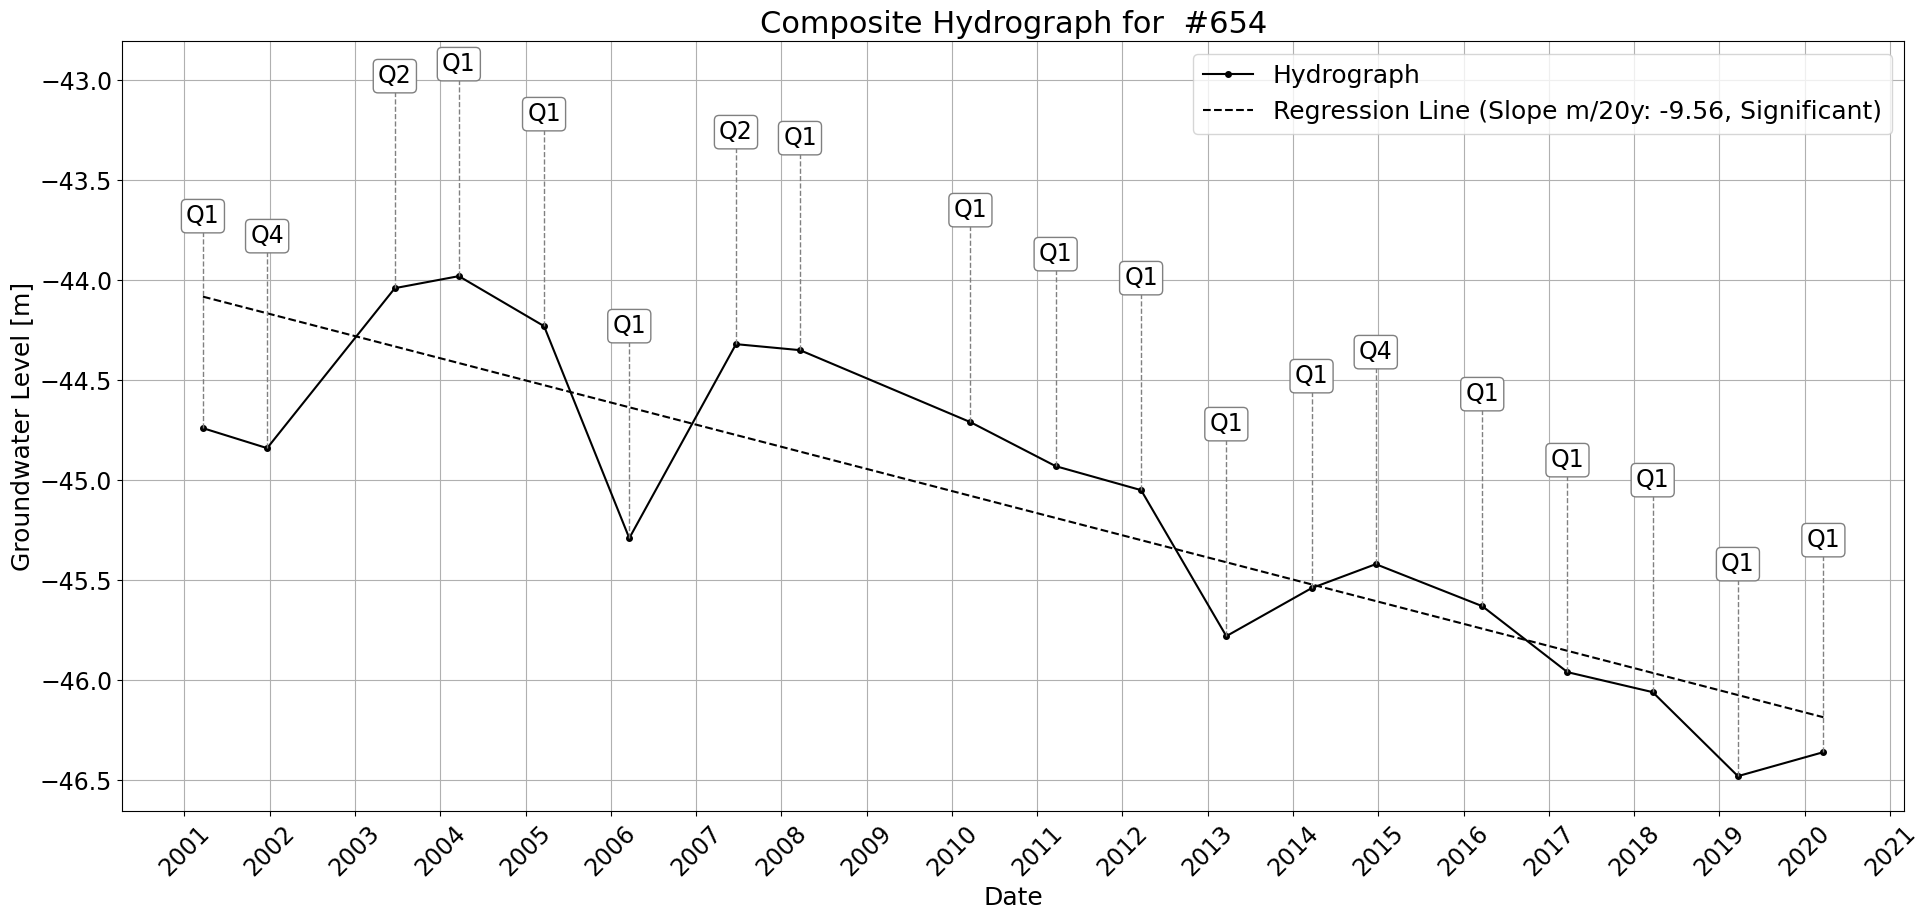 Composite Hydrograph for  #654
Hydrograph
Regression Line (Slope m/20y: -9.56, Significant)
Groundwater Level [m]
−43.0
−43.5
−44.0
−44.5
−45.0
−45.5
−46.0
−46.5
Q1
Q4
Q2
Q1
Q1
Q1
Q2
Q1
Q1
Q1
Q1
Q1
Q1
Q4
Q1
Q1
Q1
Q1
Q1
2001
2002
2003
2004
2005
2006
2007
2008
2009
2010
2011
2012
2013
2014
2015
2016
2017
2018
2019
2020
2021
Date